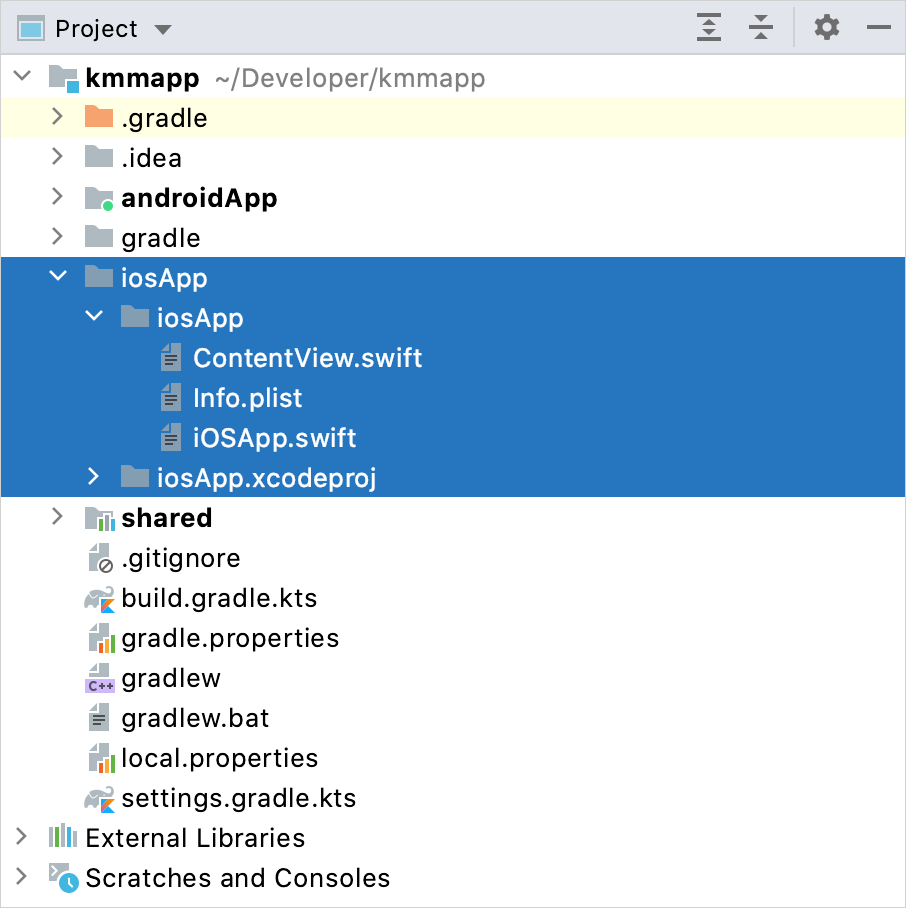 Project
kmmapp ~/Developer/kmmapp
.gradle
.idea
androidApp
gradle
iosApp
iosApp
ContentView.swift
Info.plist
iOSApp.swift
iosApp.xcodeproj
shared
.gitignore
build.gradle.kts
gradle.properties
C++ gradlew
gradlew.bat
local.properties
settings.gradle.kts
External Libraries
Scratches and Consoles